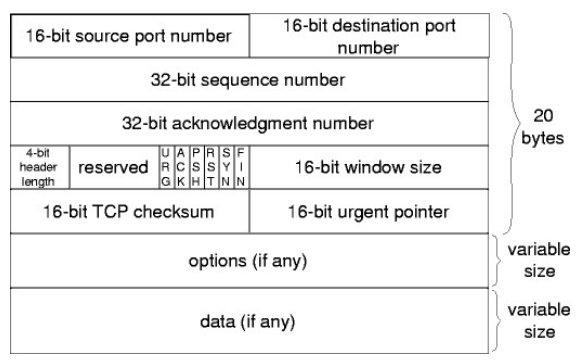 16-bit source port number
16-bit destination port
number
32-bit sequence number
32-bit acknowledgment number
20
bytes
4-bit
header
length
reserved
URG
ACK
PSH
RST
SYN
FIN
16-bit window size
16-bit TCP checksum
16-bit urgent pointer
options (if any)
variable
size
data (if any)
variable
size